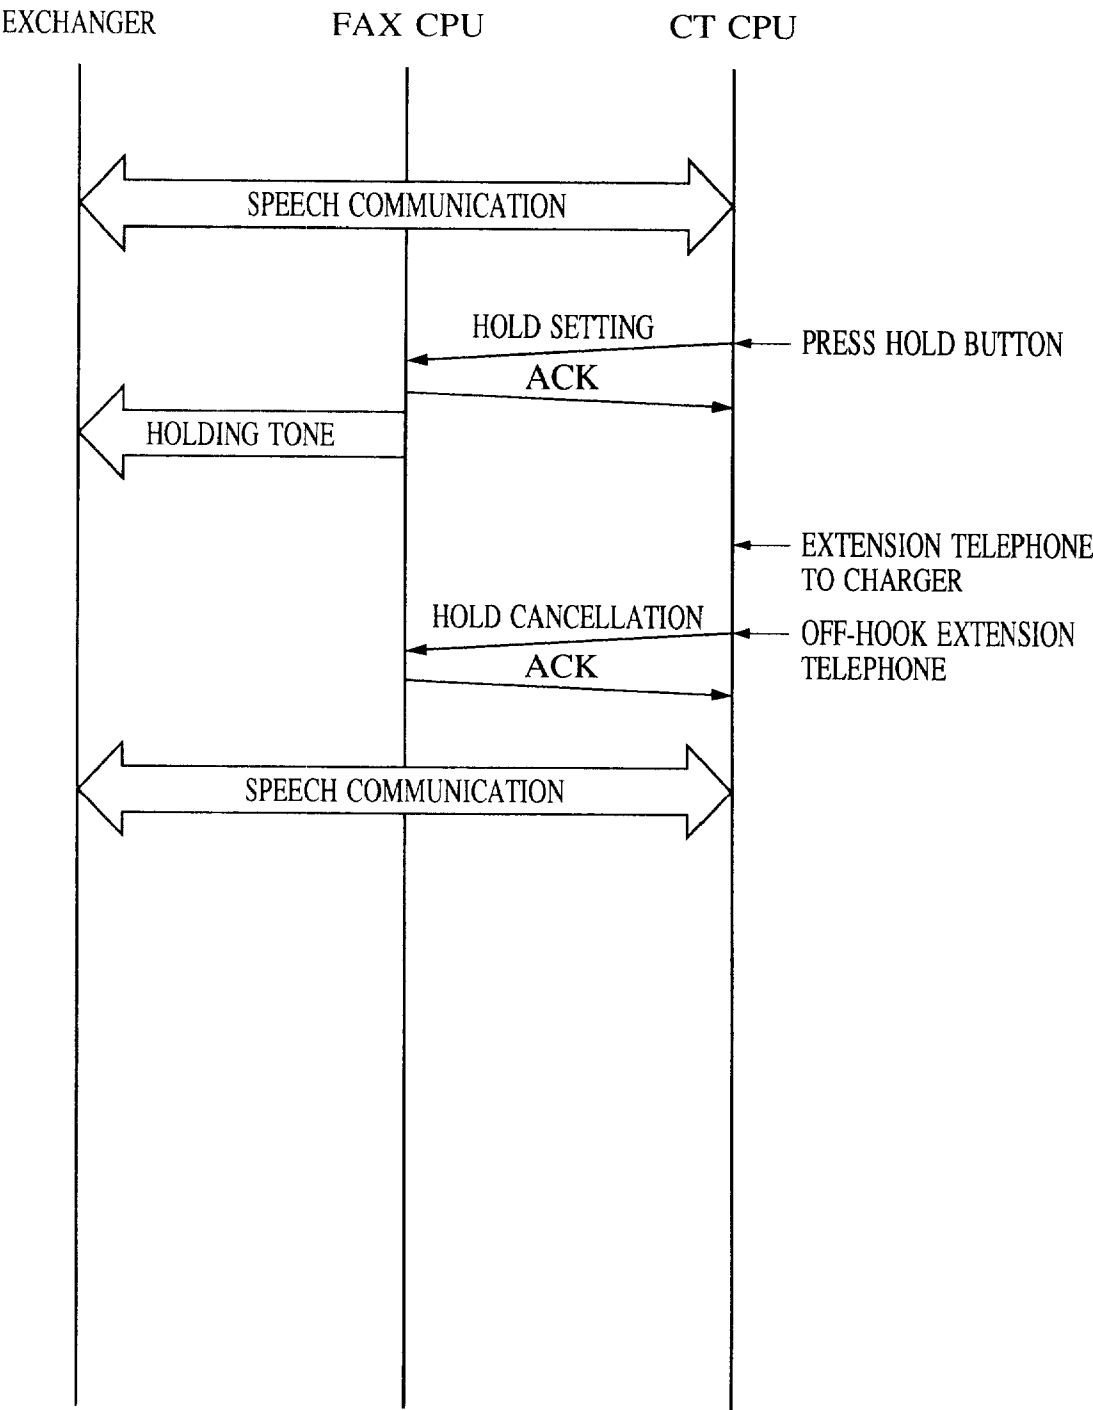 EXCHANGER FAX CPU CT CPU
SPEECH COMMUNICATION
HOLD SETTING
PRESS HOLD BUTTON
ACK
HOLDING TONE
EXTENSION TELEPHONE
TO CHARGER
HOLD CANCELLATION
OFF-HOOK EXTENSION
TELEPHONE
ACK
SPEECH COMMUNICATION